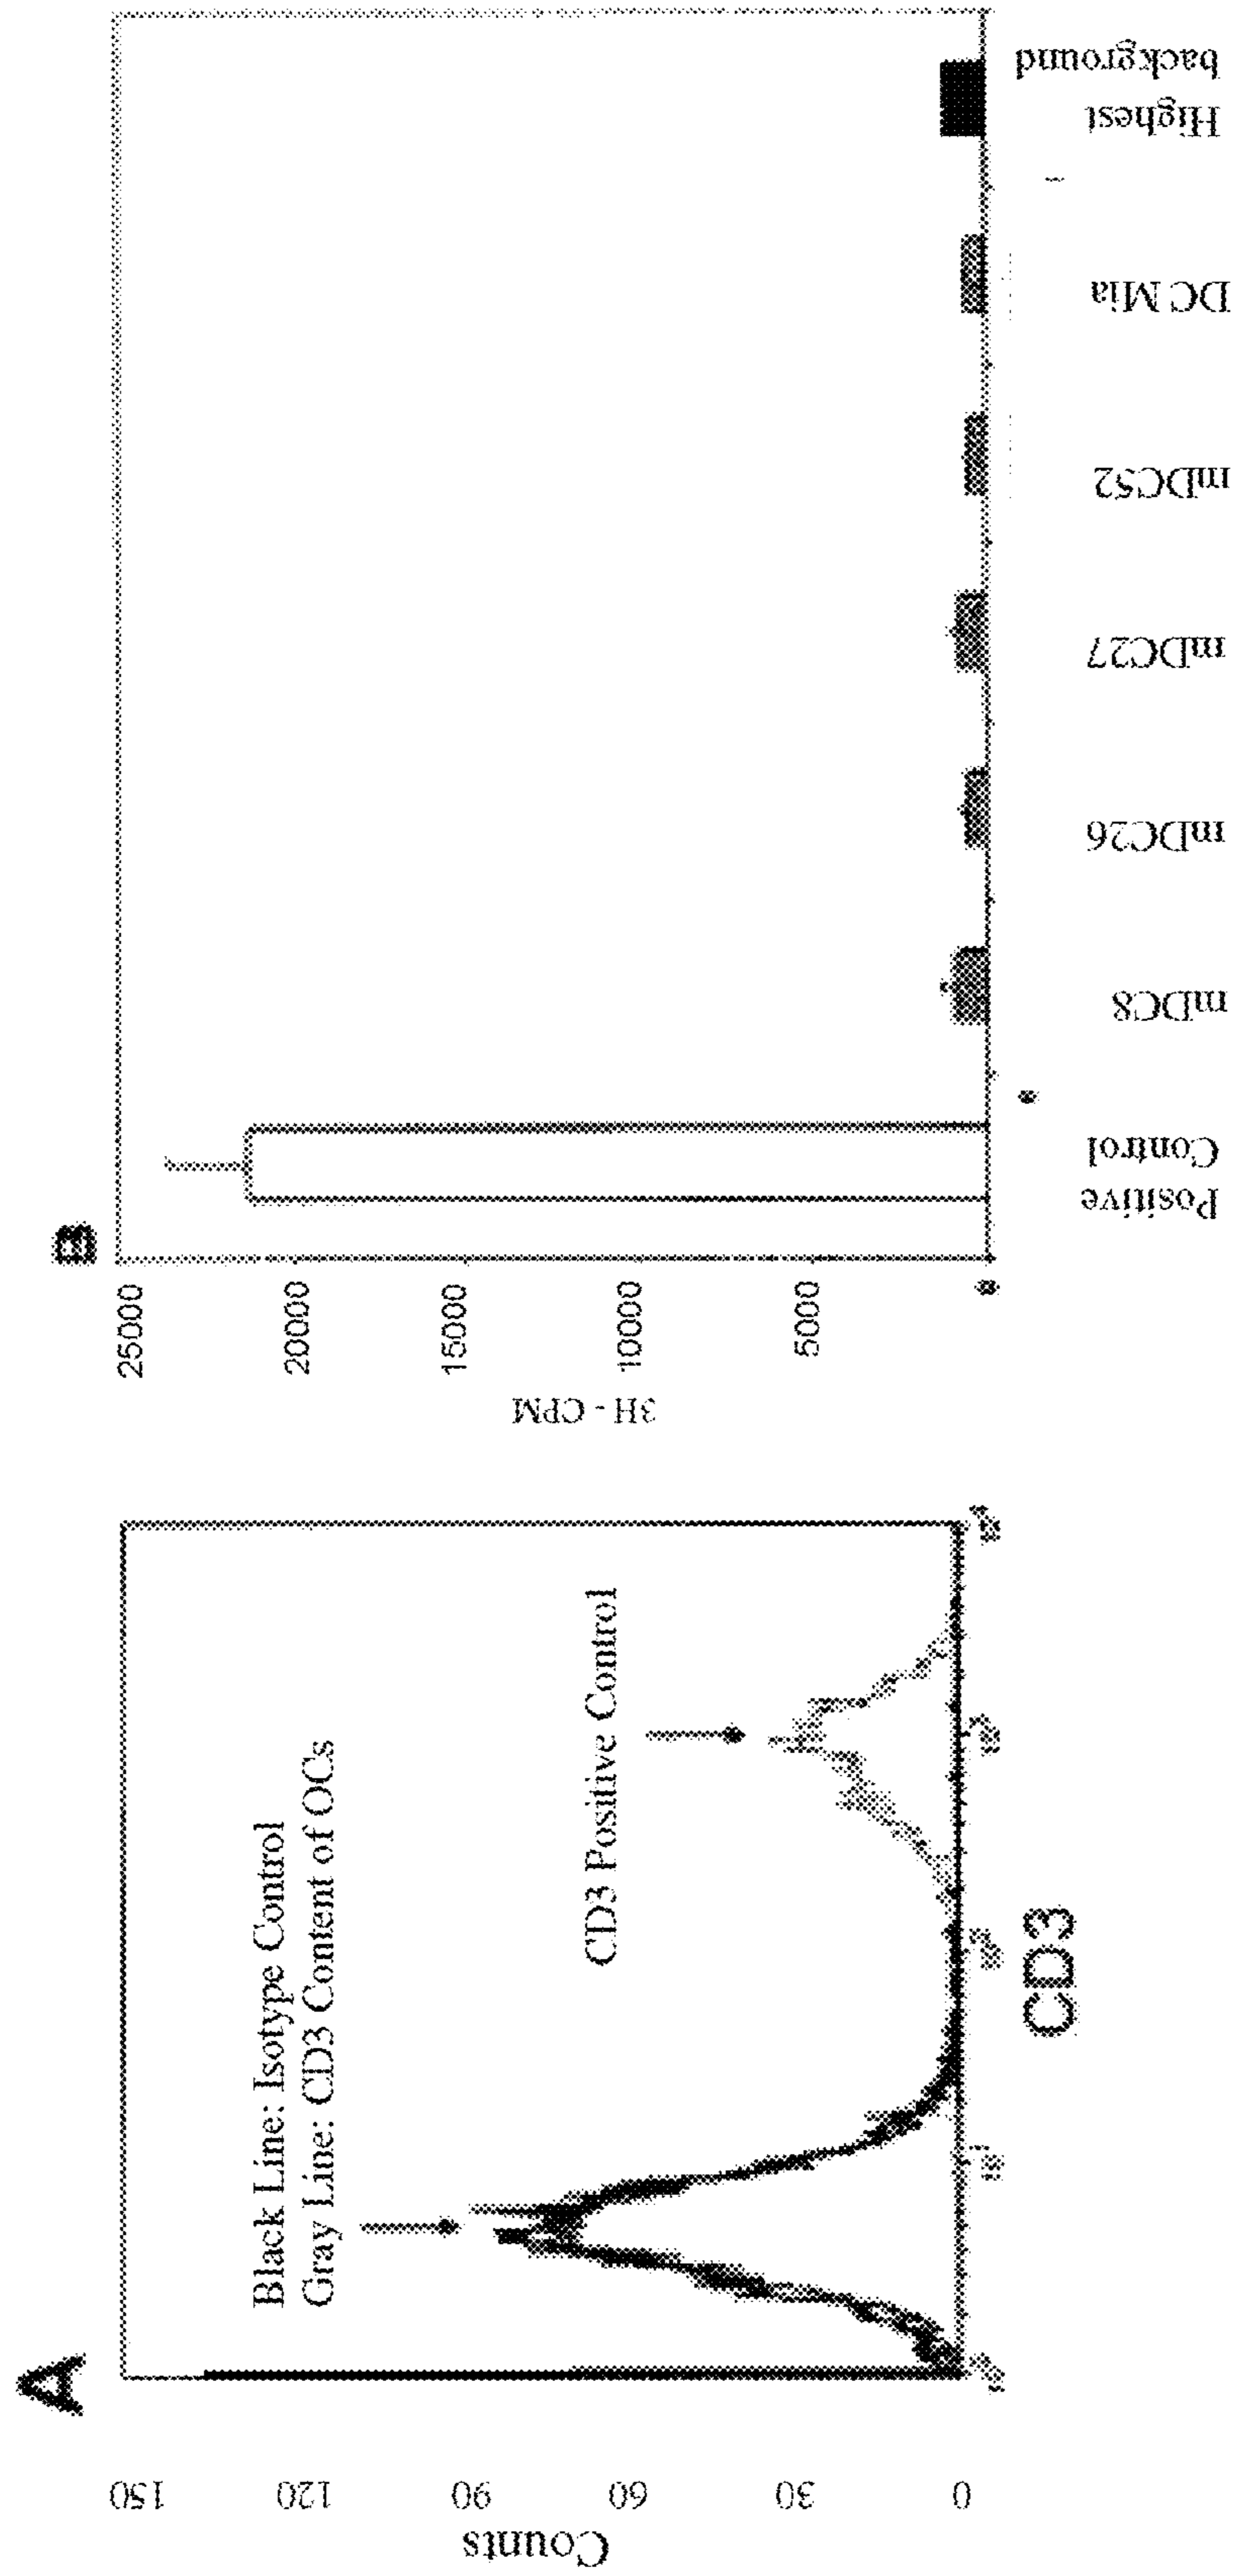 A
Counts
150
120
90
60
30
0
Black Line: Isotype Control
Gray Line: CD3 Content of OCs
CD3 Positive Control
CD3
B
3H - CPM
25000
20000
15000
10000
5000
0
Positive
Control
mDC8
mDC26
mDC27
mDC52
DC Mia
Highest
background